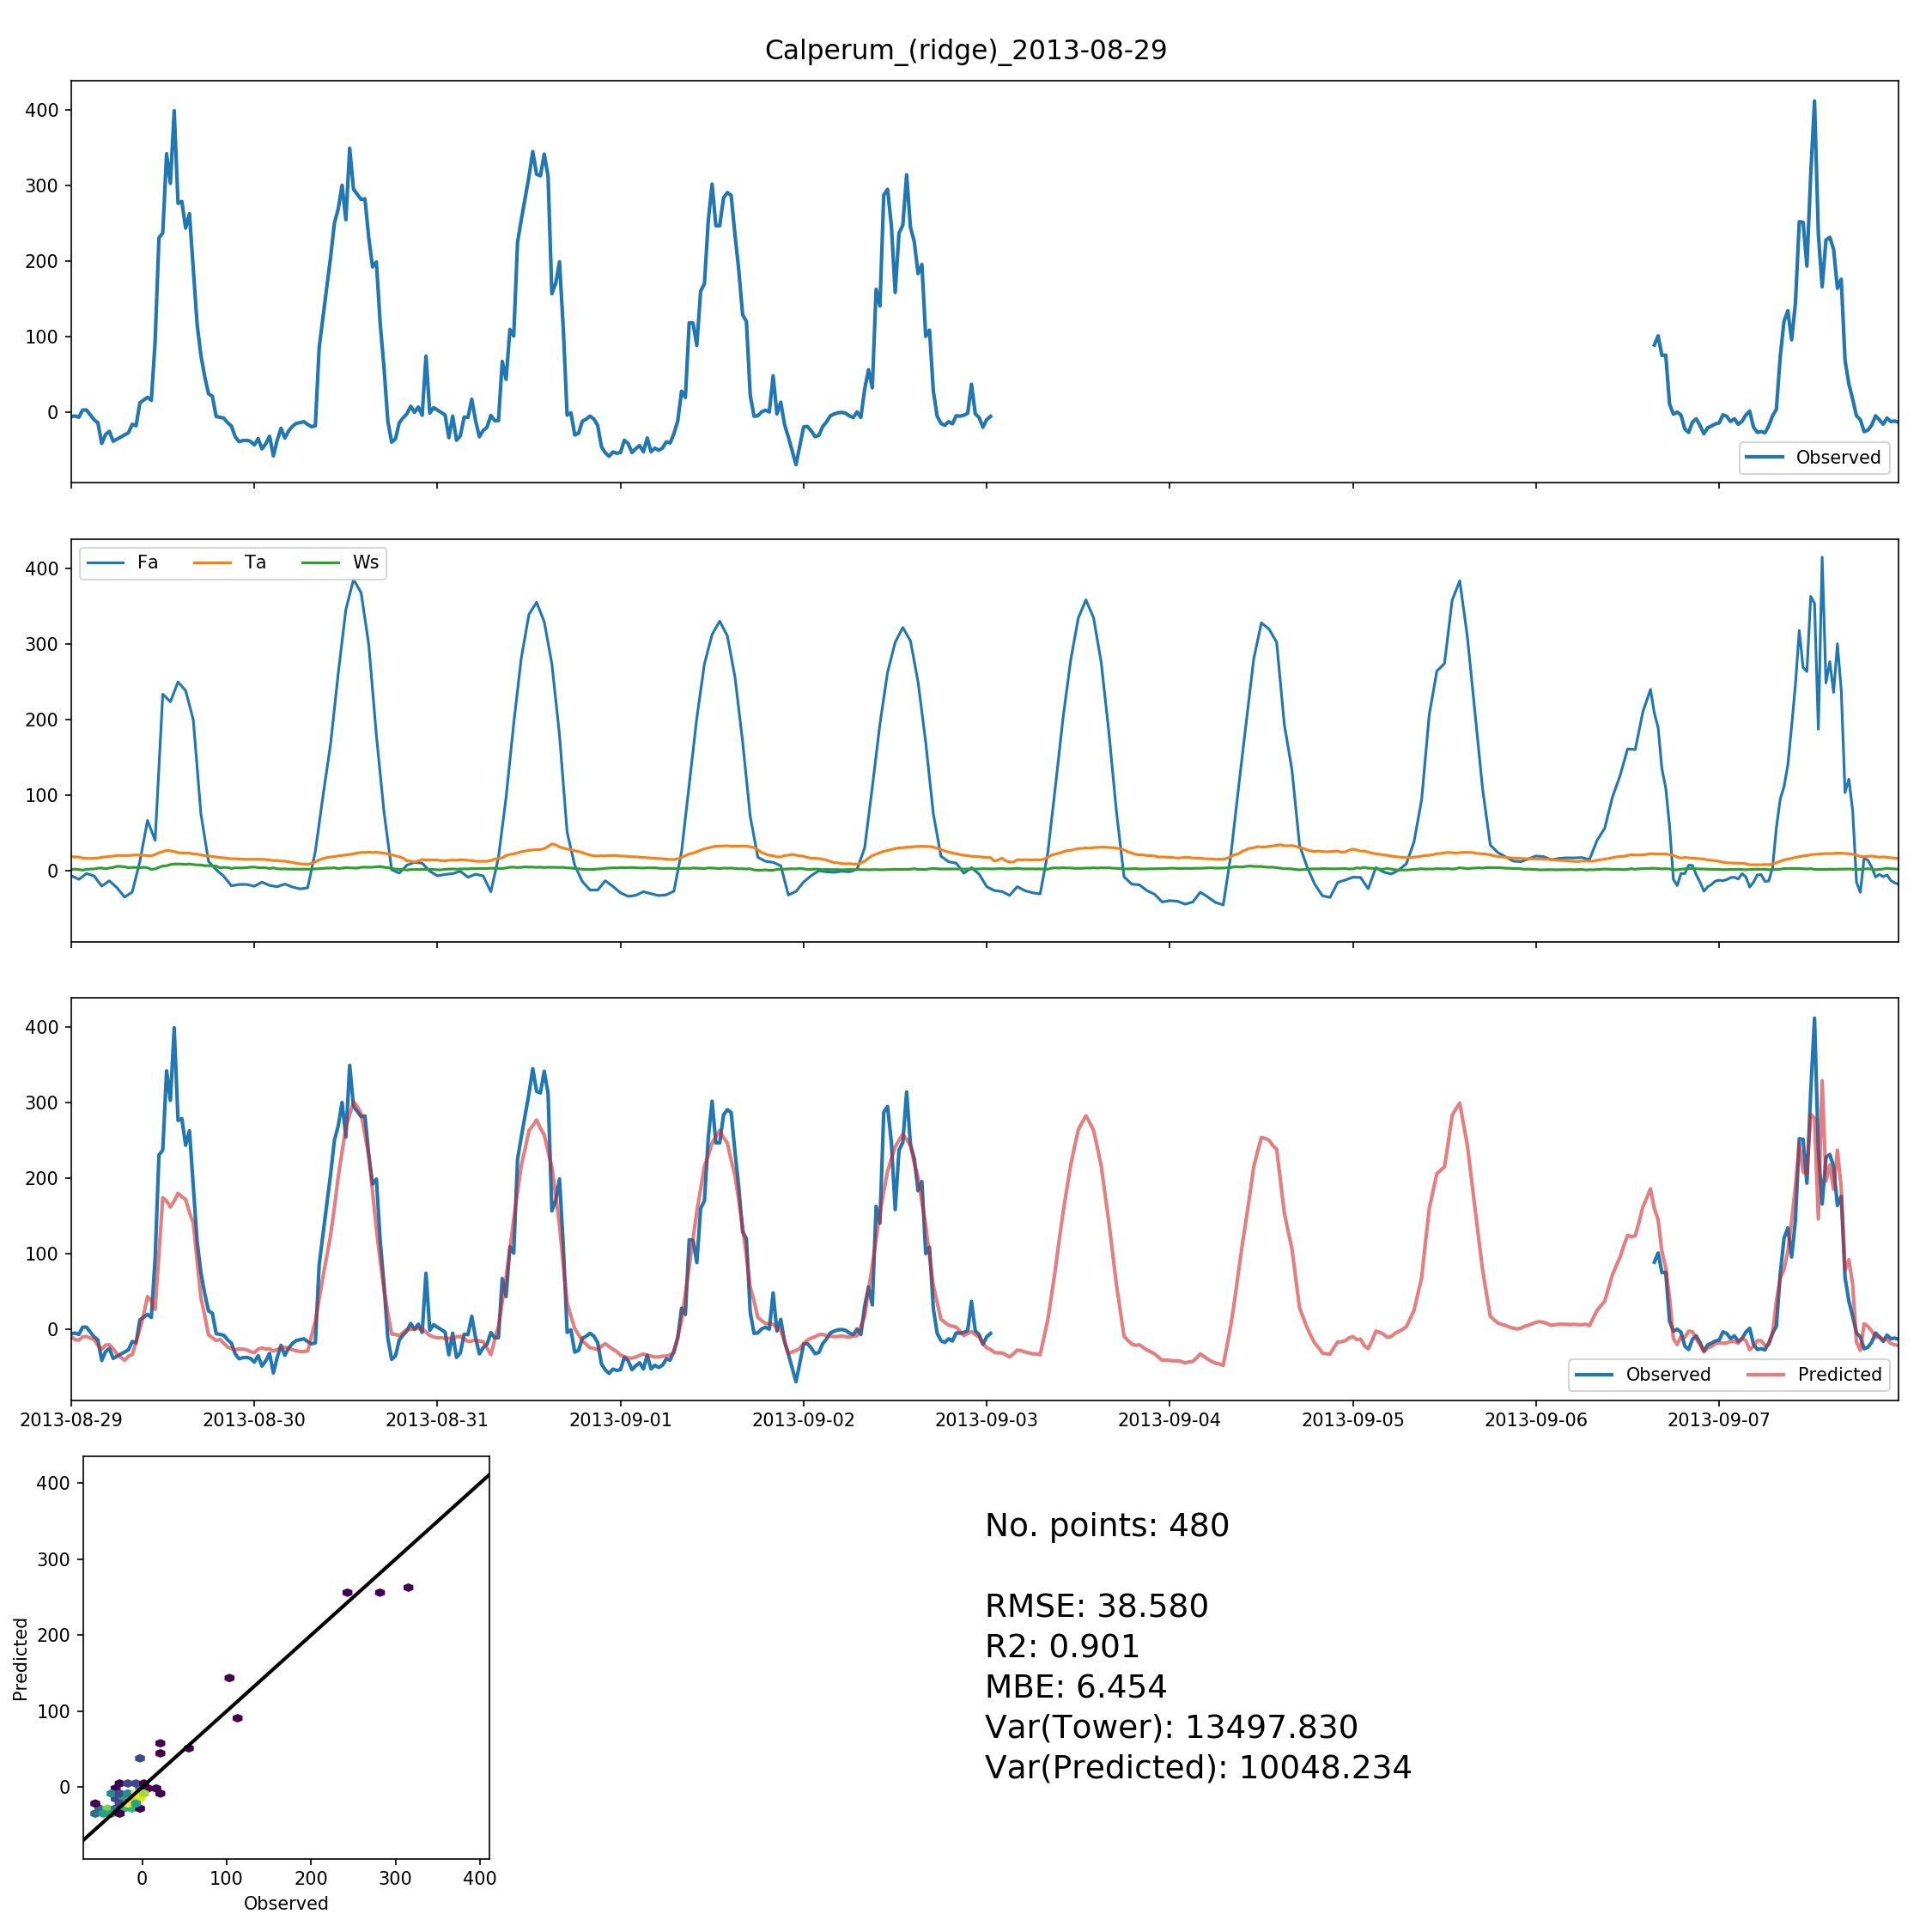 Calperum_(ridge)_2013-08-29
400
300
200
100
0
Observed
Fa Ta Ws
400
300
200
100
0
400
300
200
100
0
Observed Predicted
2013-08-29 2013-08-30 2013-08-31 2013-09-01 2013-09-02 2013-09-03 2013-09-04 2013-09-05 2013-09-06 2013-09-07
400
300
200
100
0
Predicted
0 100 200 300 400
Observed
No. points: 480
RMSE: 38.580
R2: 0.901
MBE: 6.454
Var(Tower): 13497.830
Var(Predicted): 10048.234